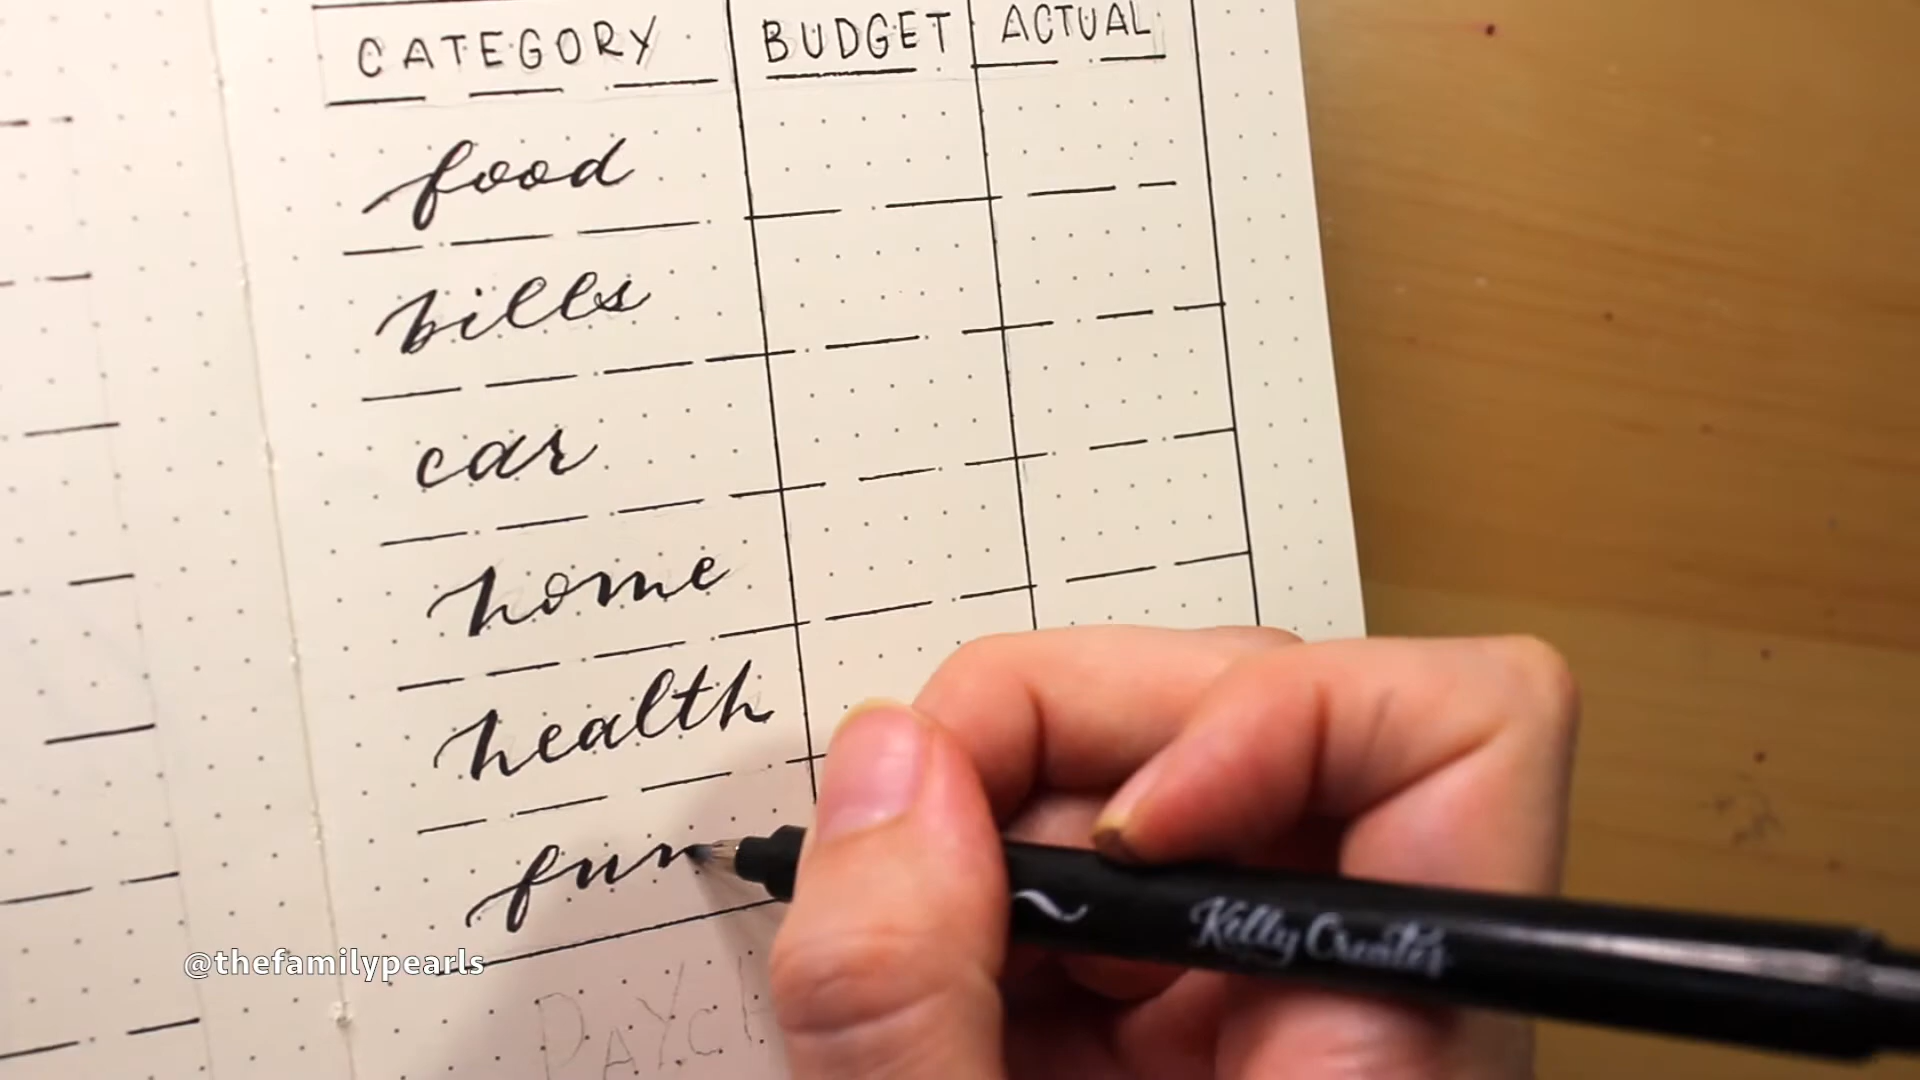 CATEGORY BUDGET ACTUAL
food
bills
car
home
health
fun
@thefamilypearls
Kelly Creates